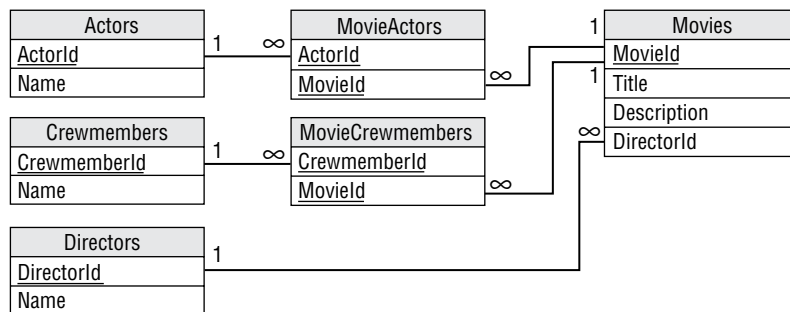 Actors
ActorId
Name
1
∞
MovieActors
ActorId
MovieId
∞
1
Movies
MovieId
1
Title
Description
∞
DirectorId
Crewmembers
CrewmemberId
Name
1
∞
MovieCrewmembers
CrewmemberId
MovieId
∞
Directors
DirectorId
Name
1